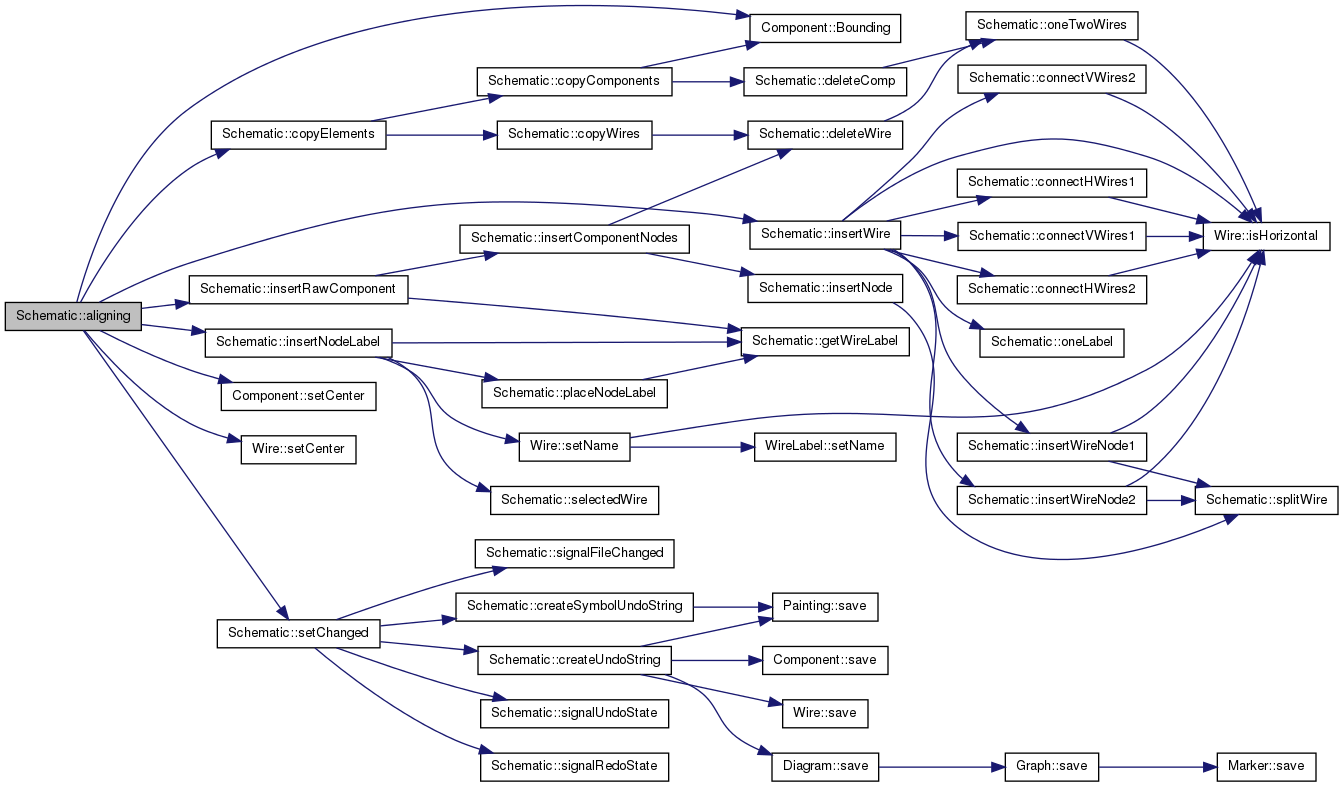 Schematic::aligning
Component::Bounding
Schematic::copyElements
Schematic::copyComponents
Schematic::deleteComp
Schematic::oneTwoWires
Schematic::copyWires
Schematic::deleteWire
Schematic::insertWire
Schematic::connectVWires2
Schematic::connectHWires1
Schematic::connectVWires1
Schematic::connectHWires2
Schematic::oneLabel
Schematic::insertWireNode1
Schematic::insertWireNode2
Wire::isHorizontal
Schematic::splitWire
Schematic::insertRawComponent
Schematic::insertComponentNodes
Schematic::insertNode
Schematic::getWireLabel
Schematic::insertNodeLabel
Schematic::placeNodeLabel
Wire::setName
WireLabel::setName
Schematic::selectedWire
Component::setCenter
Wire::setCenter
Schematic::setChanged
Schematic::signalFileChanged
Schematic::createSymbolUndoString
Schematic::createUndoString
Schematic::signalUndoState
Schematic::signalRedoState
Painting::save
Component::save
Wire::save
Diagram::save
Graph::save
Marker::save